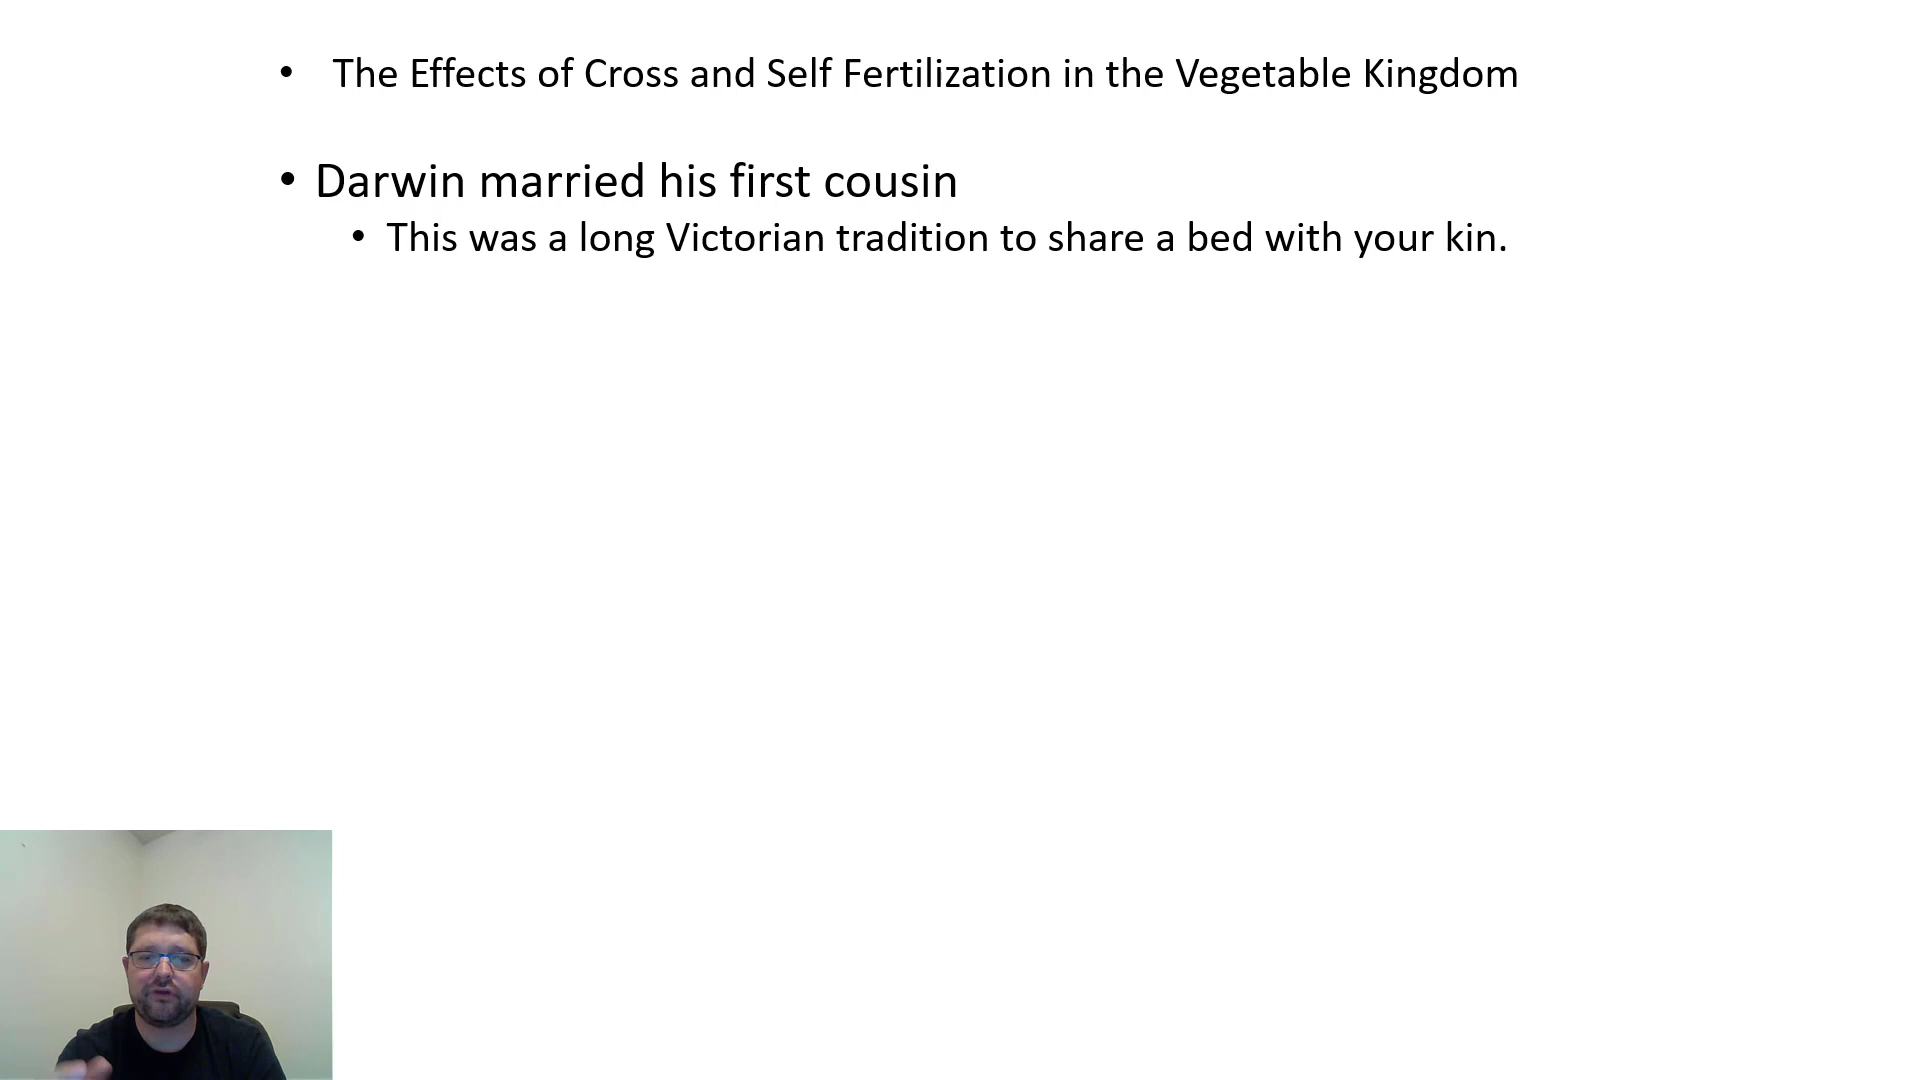 • The Effects of Cross and Self Fertilization in the Vegetable Kingdom
• Darwin married his first cousin
• This was a long Victorian tradition to share a bed with your kin.